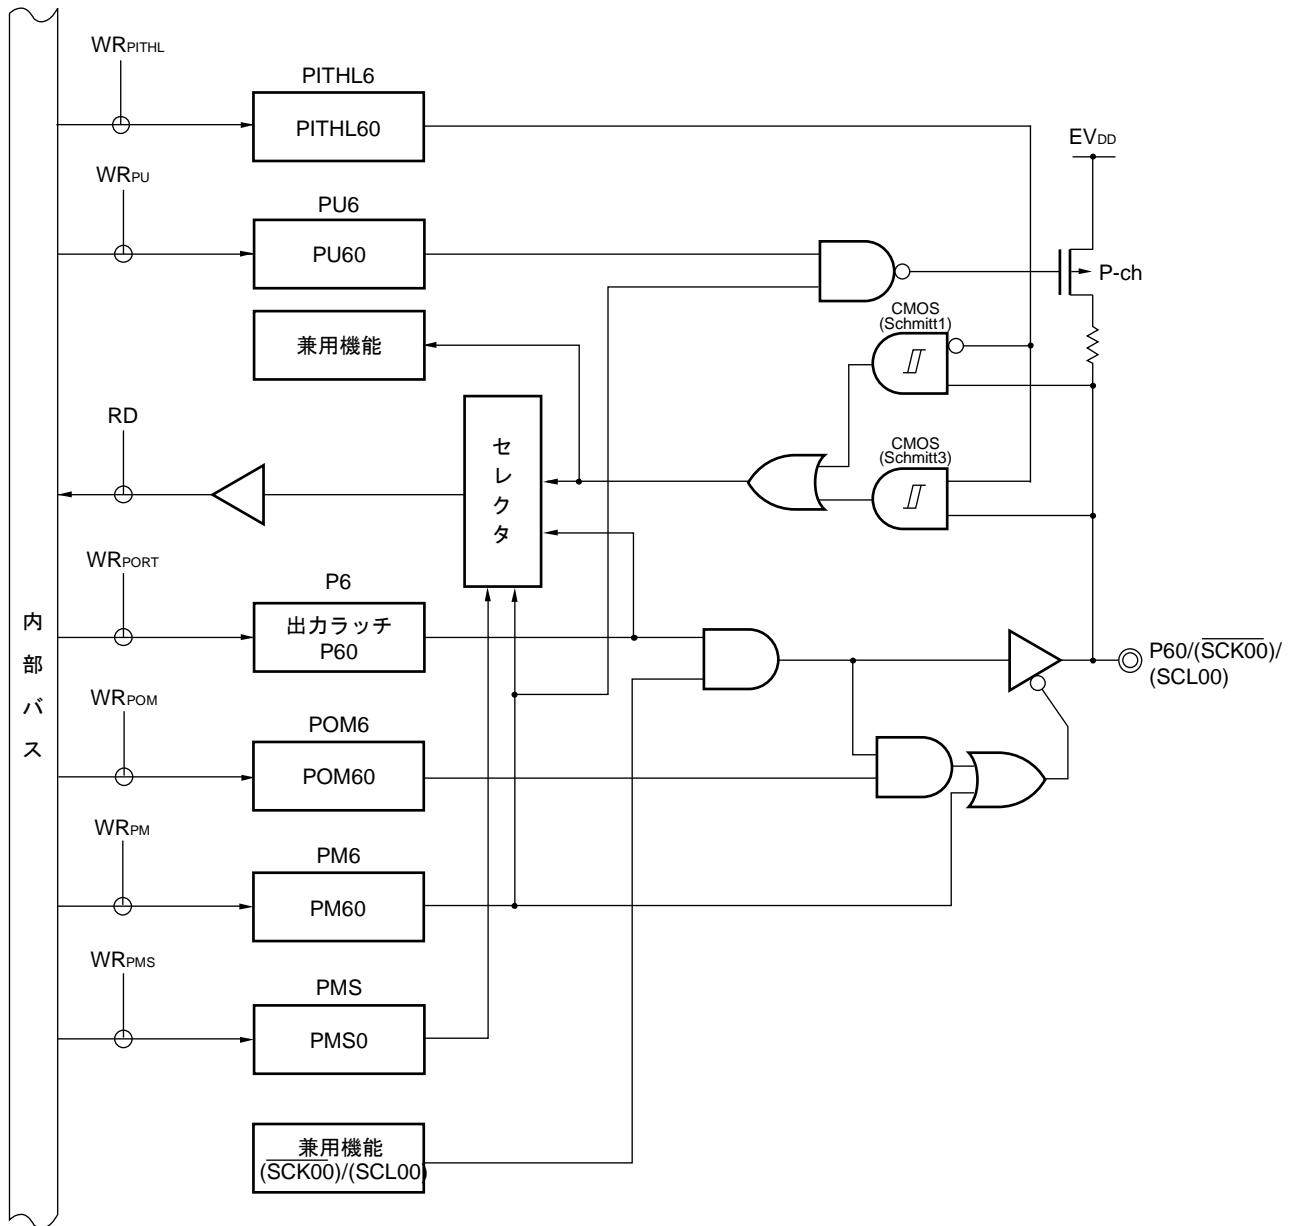 WRPITHL
PITHL6
PITHL60
EVDD
WRPU
PU6
PU60
P-ch
兼用機能
CMOS
(Schmitt1)
RD
セレクタ
CMOS
(Schmitt3)
WRPORT
P6
出力ラッチ
P60
内部バス
P60/(SCK00)/
(SCL00)
WRPOM
POM6
POM60
WRPM
PM6
PM60
WRPMS
PMS
PMS0
兼用機能
(SCK00)/(SCL00)